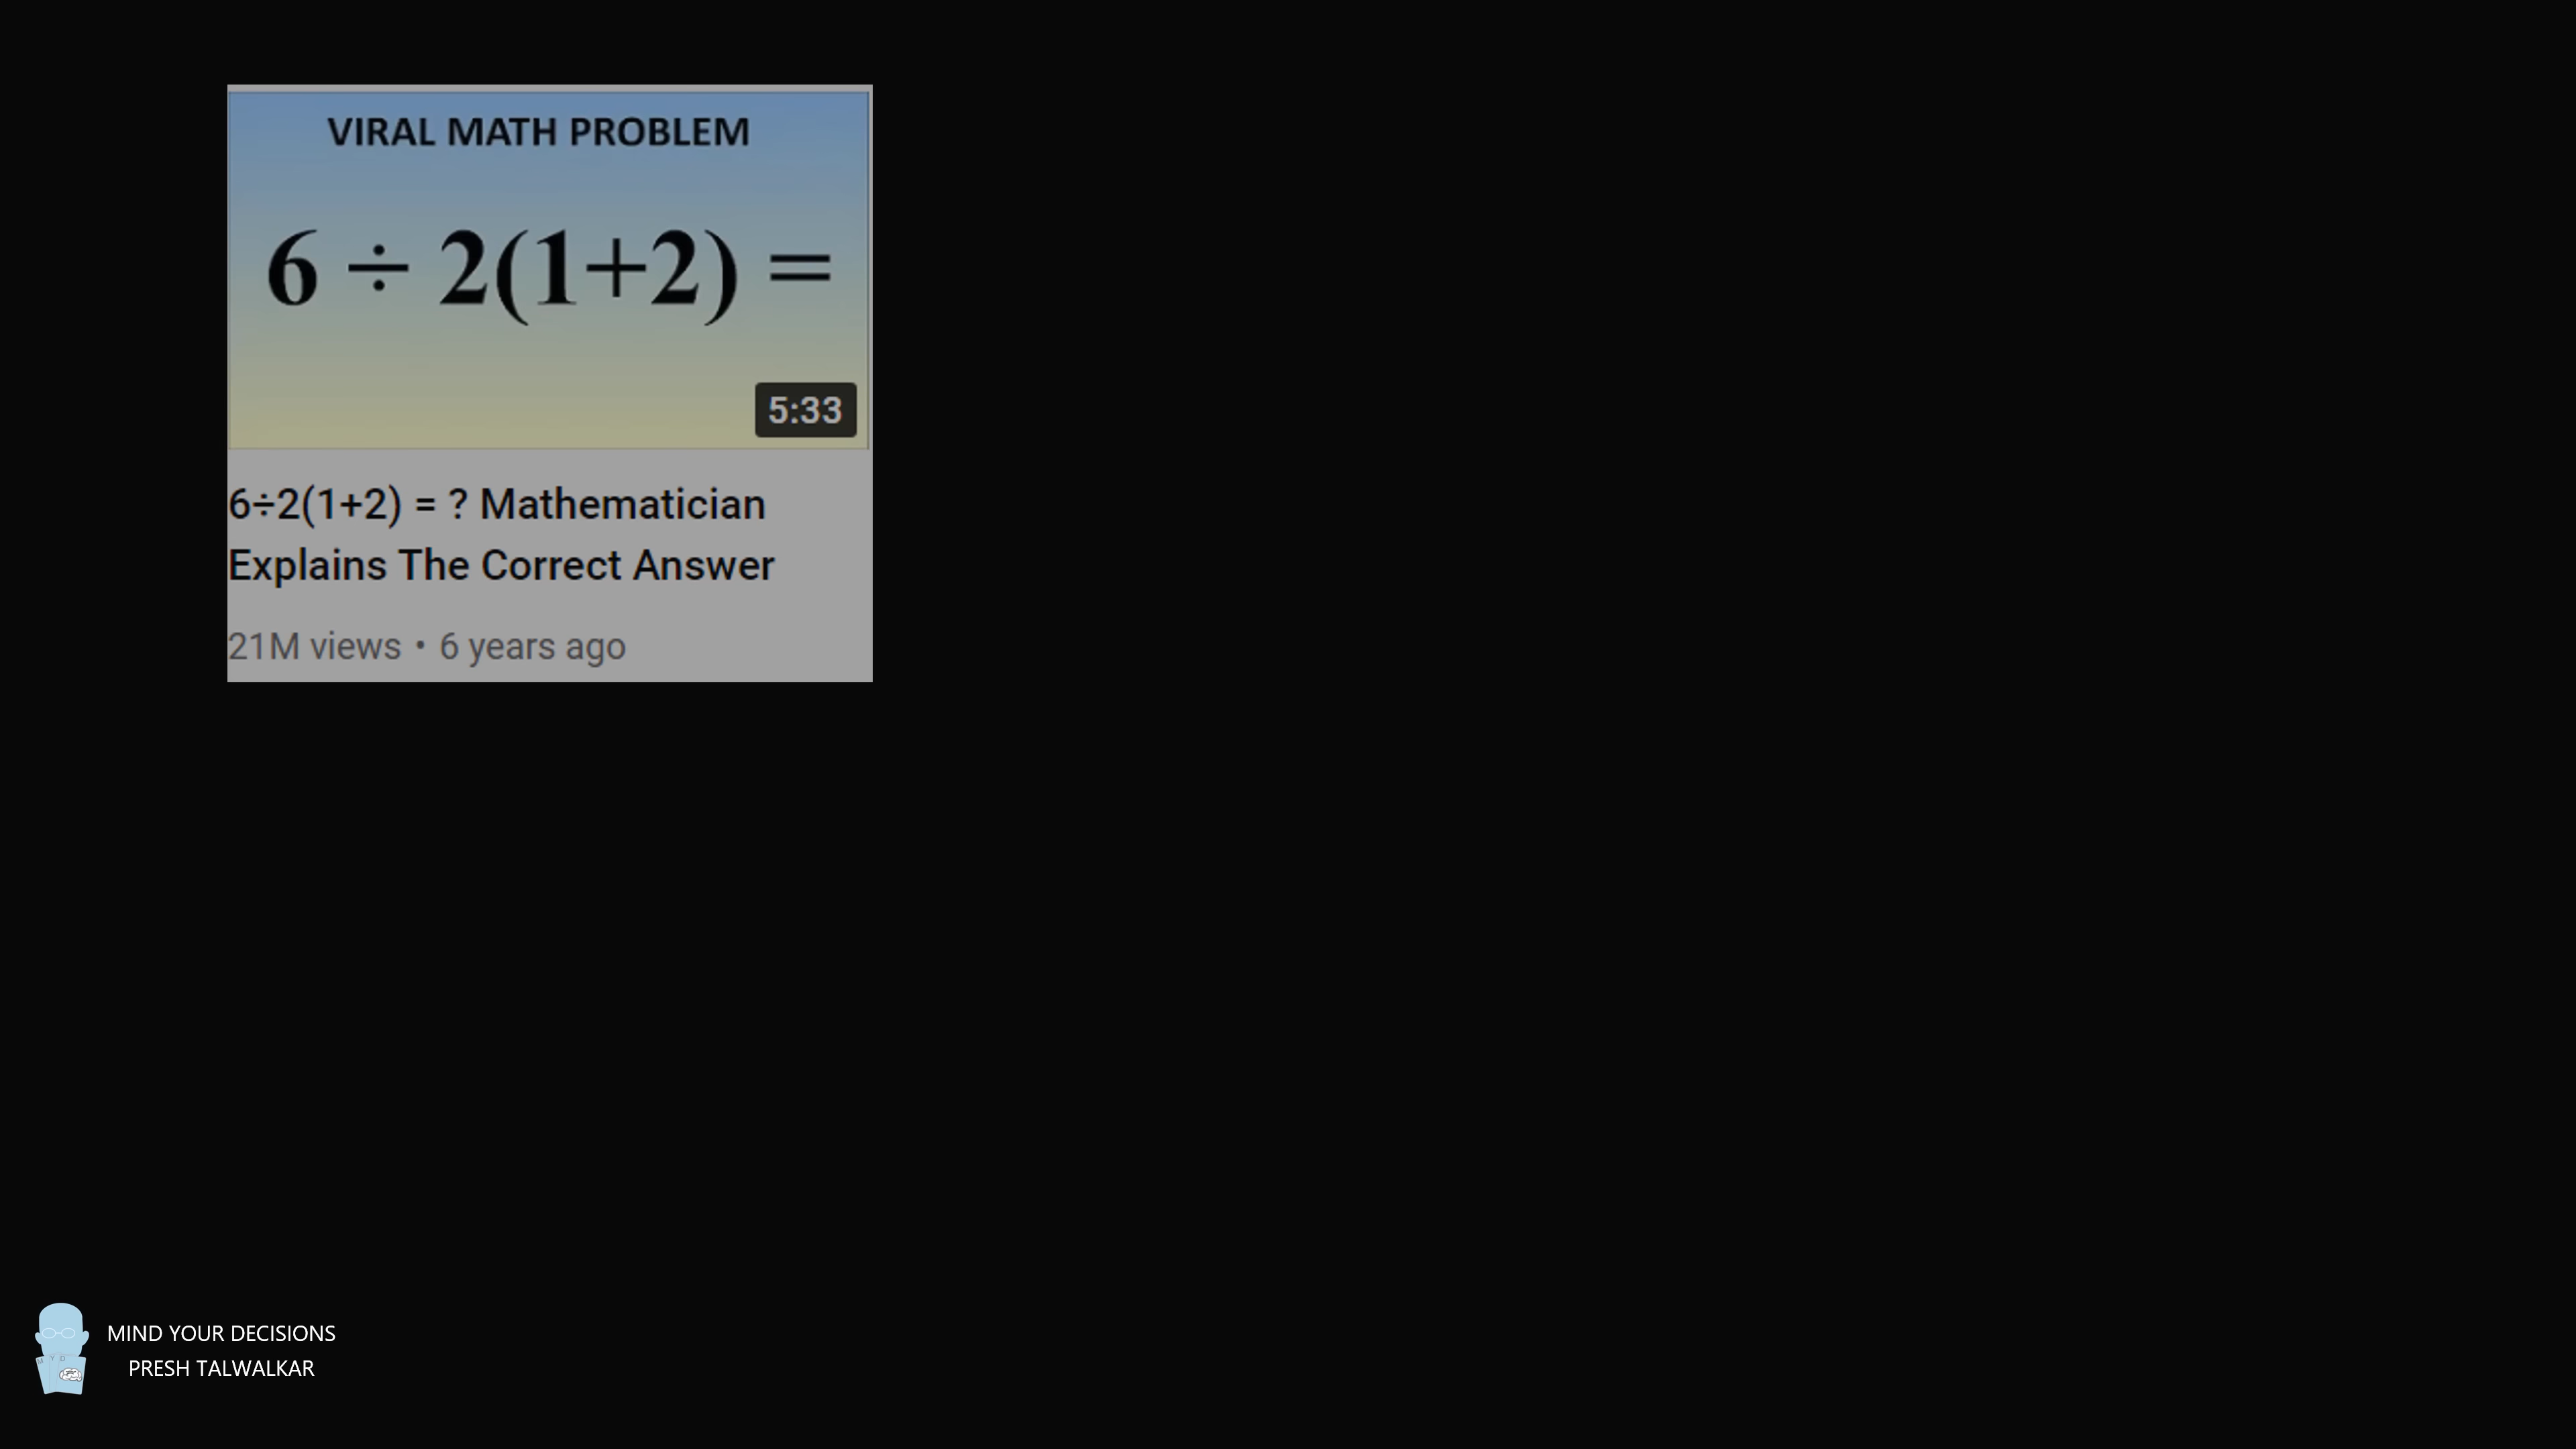 VIRAL MATH PROBLEM
6 ÷ 2(1+2) =
5:33
6÷2(1+2) = ? Mathematician
Explains The Correct Answer
21M views • 6 years ago
MIND YOUR DECISIONS
PRESH TALWALKAR